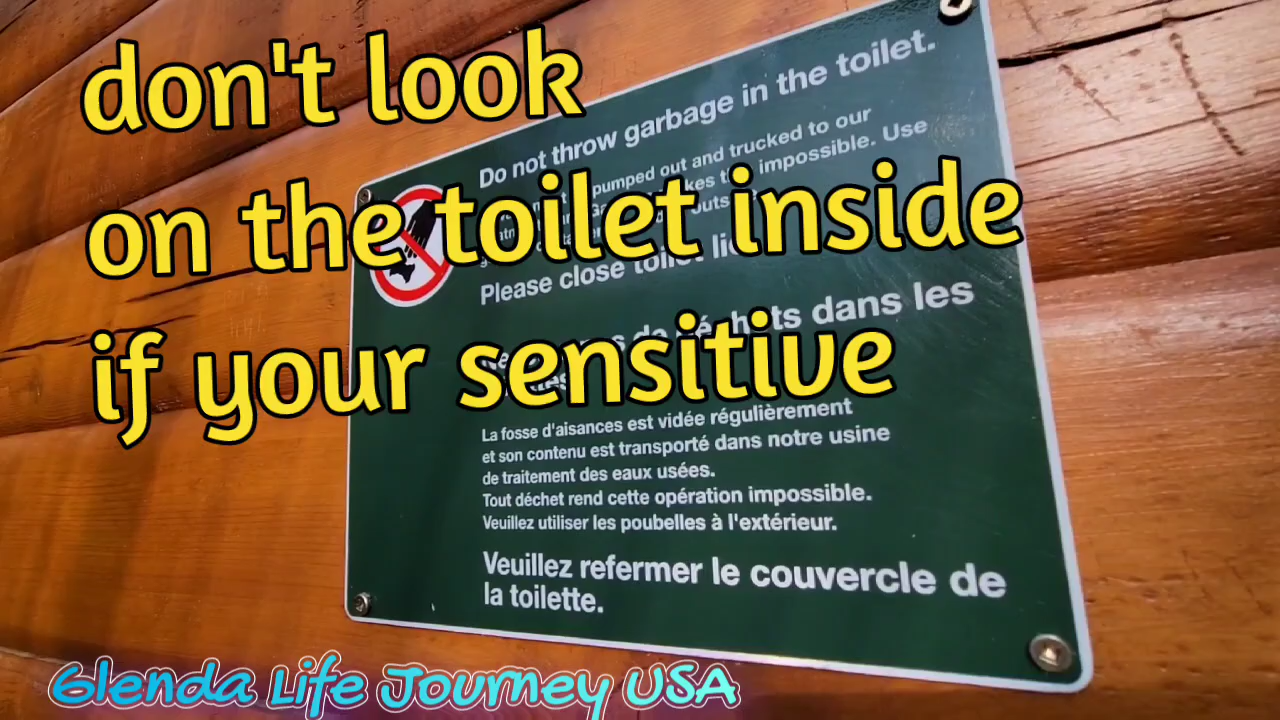 don't look
on the toilet inside
if your sensitive
Do not throw garbage in the toilet.
pumped out and trucked to our
impossible. Use
Please close toilet
dans les
La fosse d'aisances est vidée régulièrement
et son contenu est transporté dans notre usine
de traitement des eaux usées.
Tout déchet rend cette opération impossible.
Veuillez utiliser les poubelles à l'extérieur.
Veuillez refermer le couvercle de
la toilette.
Glenda Life Journey USA